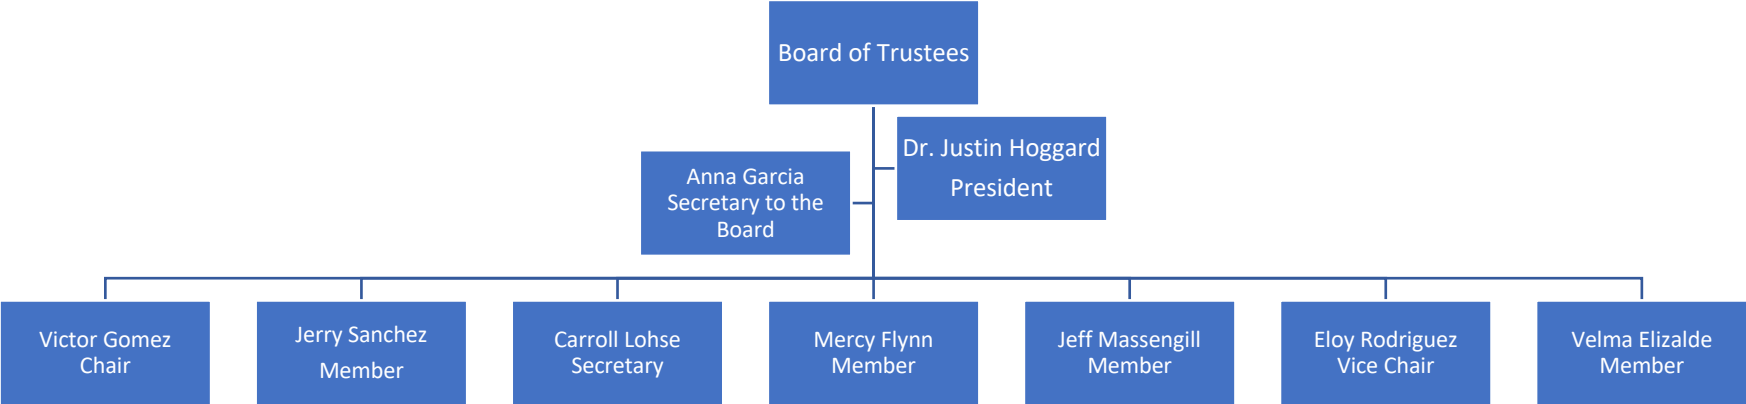 Board of Trustees
Dr. Justin Hoggard
President
Anna Garcia
Secretary to the
Board
Victor Gomez
Chair
Jerry Sanchez
Member
Carroll Lohse
Secretary
Mercy Flynn
Member
Jeff Massengill
Member
Eloy Rodriguez
Vice Chair
Velma Elizalde
Member